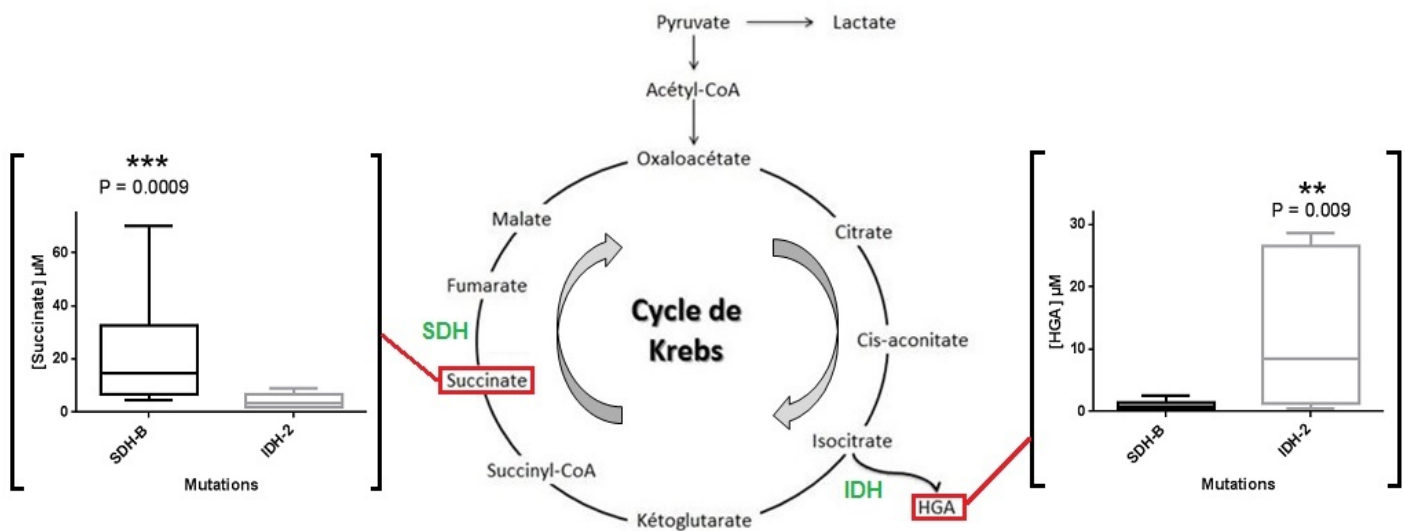 Pyruvate
Lactate
Acétyl-CoA
Oxaloacétate
Citrate
Cis-aconitate
Isocitrate
IDH
HGA
Kétoglutarate
Succinyl-CoA
Succinate
SDH
Fumarate
Malate
Cycle de
Krebs
***
P = 0.0009
[Succinate] µM
60
40
20
0
SDH-B
IDH-2
Mutations
**
P = 0.009
[HGA] µM
30
20
10
0
SDH-B
IDH-2
Mutations